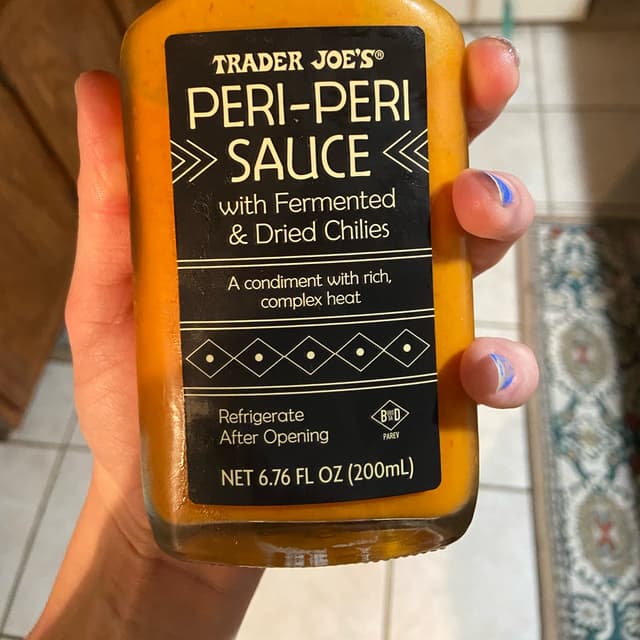 TRADER JOE'S®
PERI-PERI
SAUCE
with Fermented
& Dried Chilies
A condiment with rich,
complex heat
Refrigerate
After Opening
B D
PAREV
NET 6.76 FL OZ (200mL)